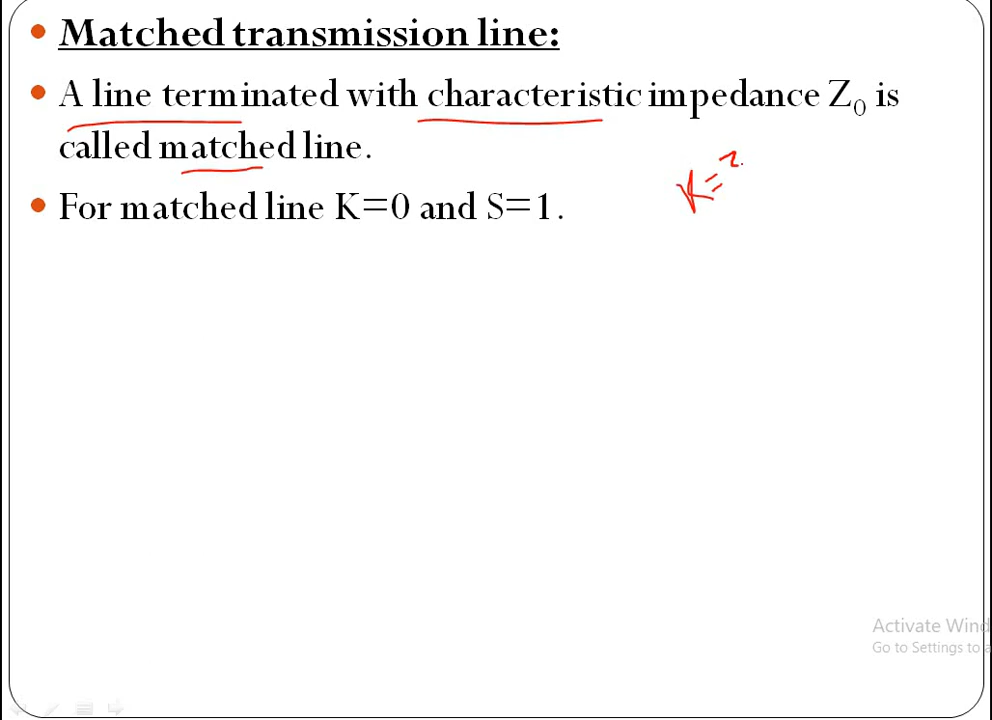 Matched transmission line:
A line terminated with characteristic impedance Z₀ is
called matched line.
K=
For matched line K=0 and S=1.
Activate Wind
Go to Settings to a